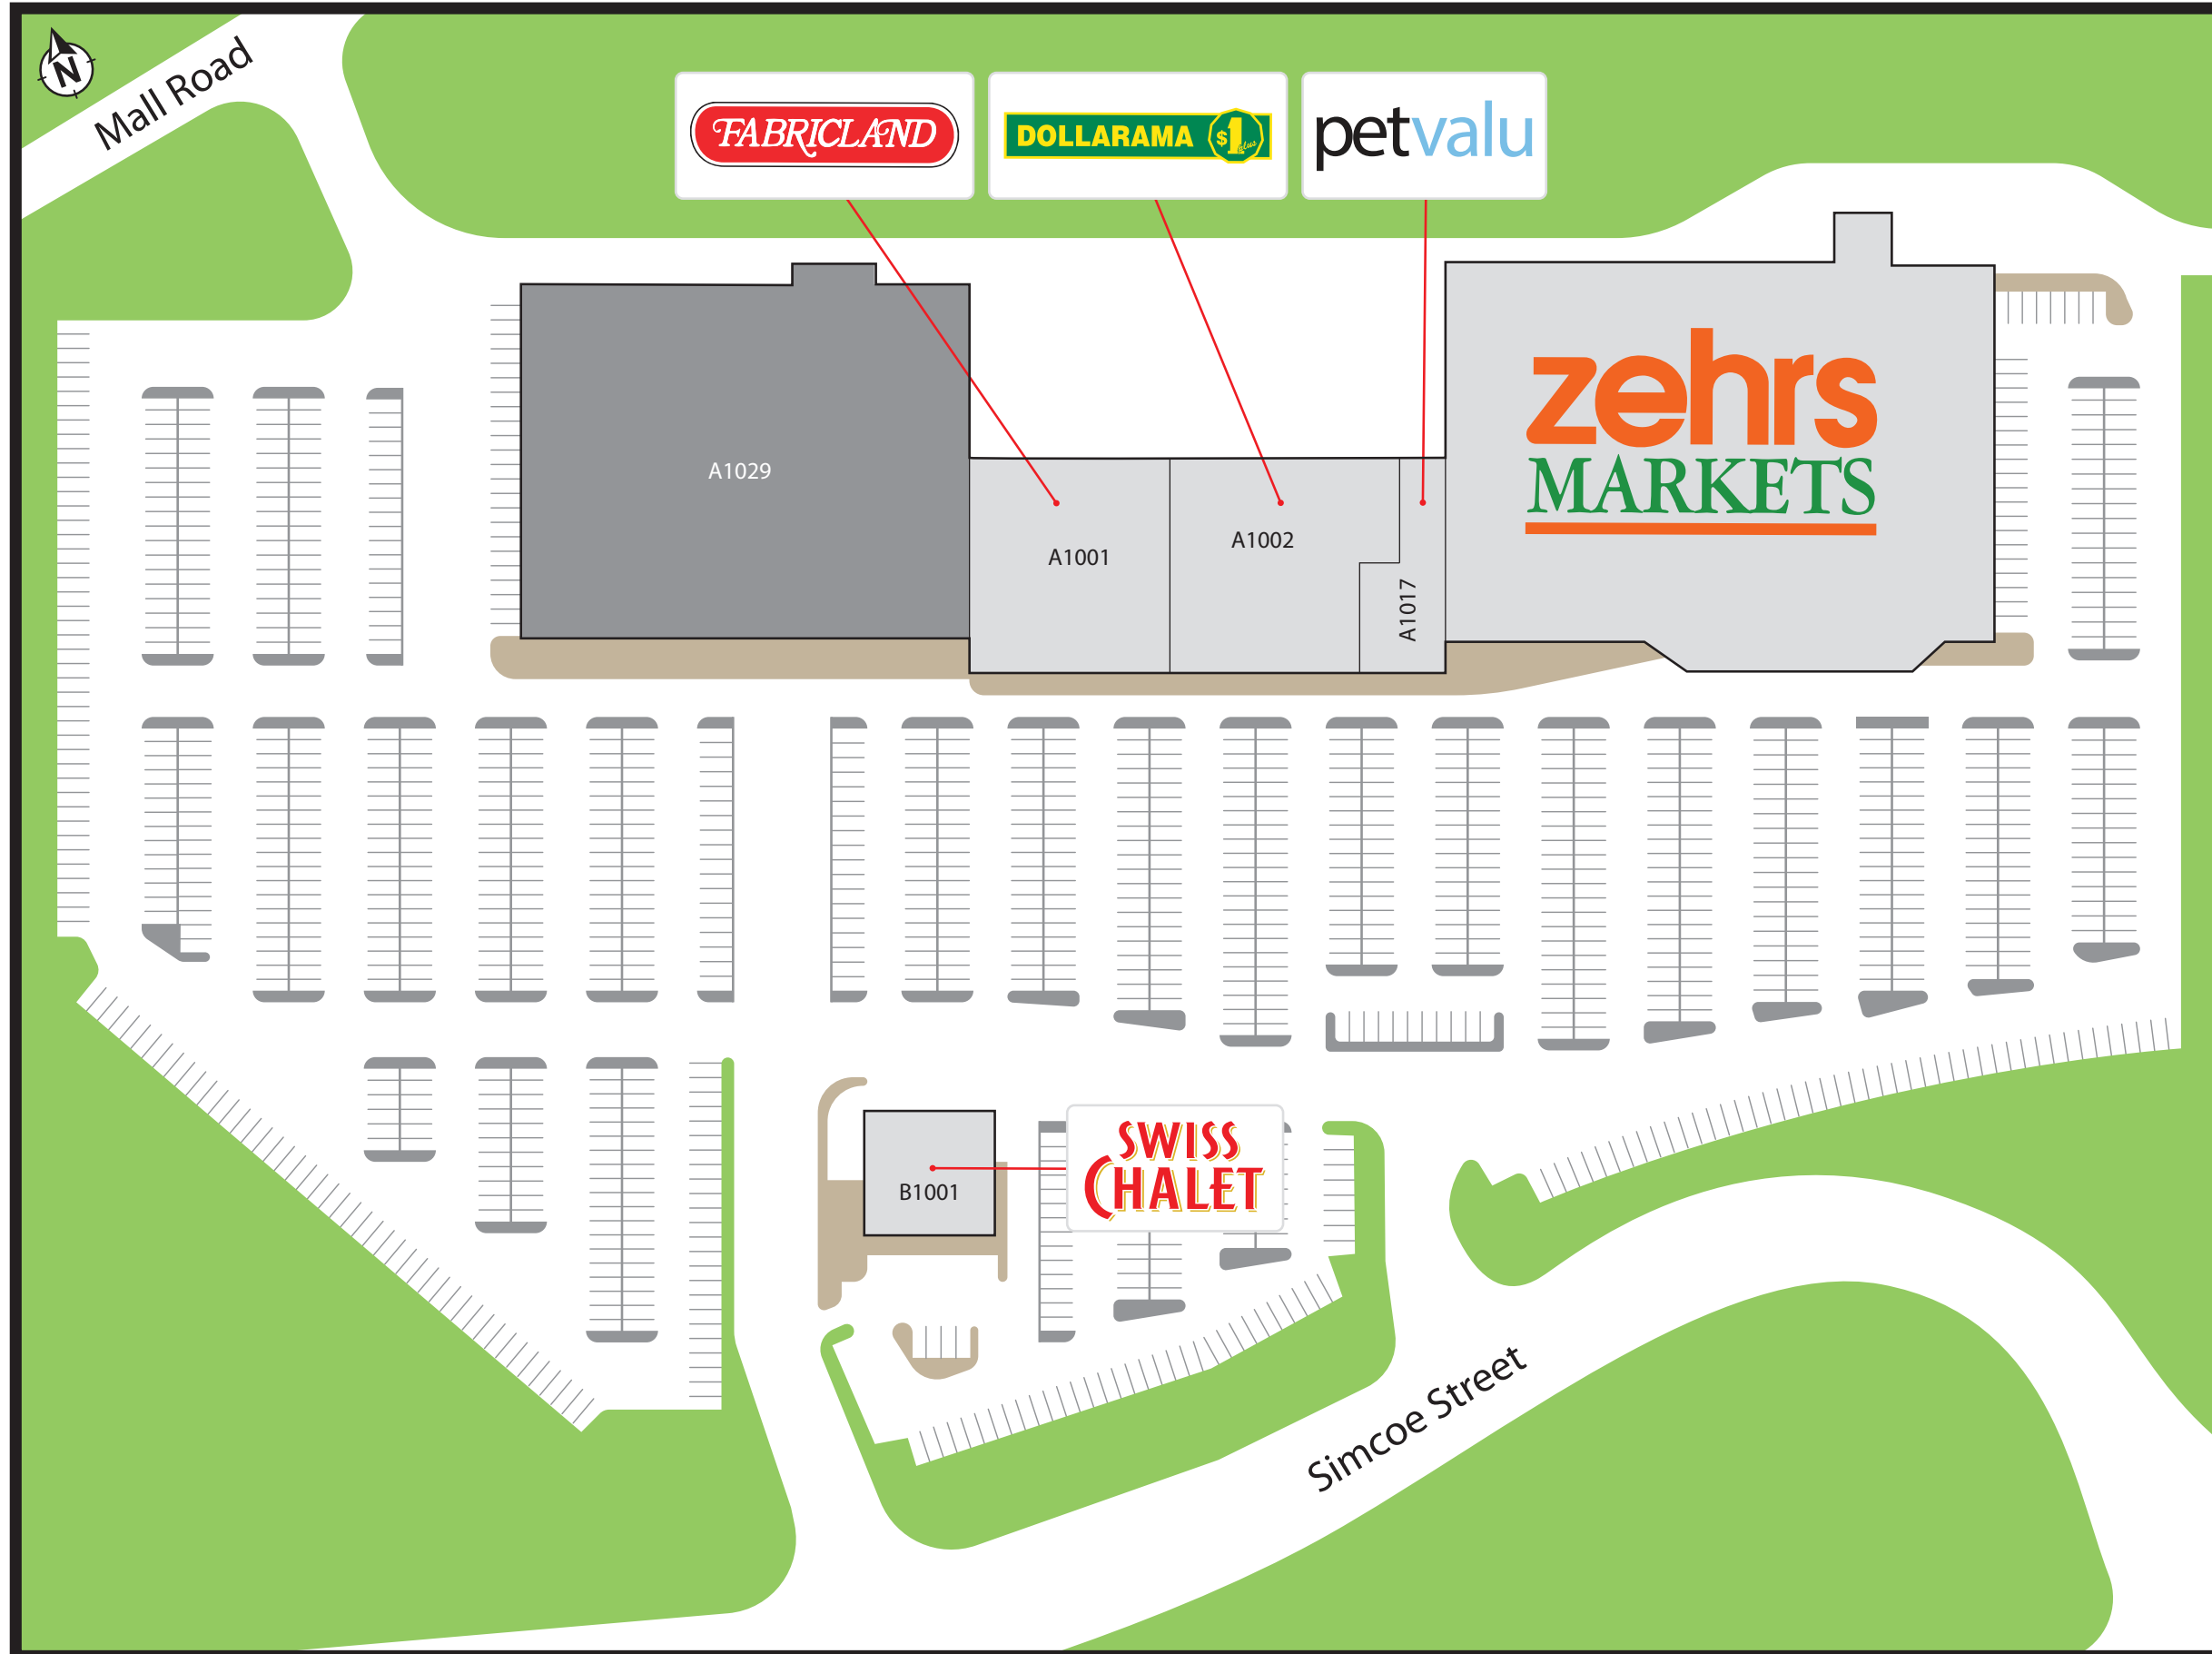 N
Mall Road
FABRICLAND
DOLLARAMA $1 plus
petvalu
zehrs
MARKETS
A1029
A1001
A1002
A1017
SWISS
CHALET
B1001
Simcoe Street